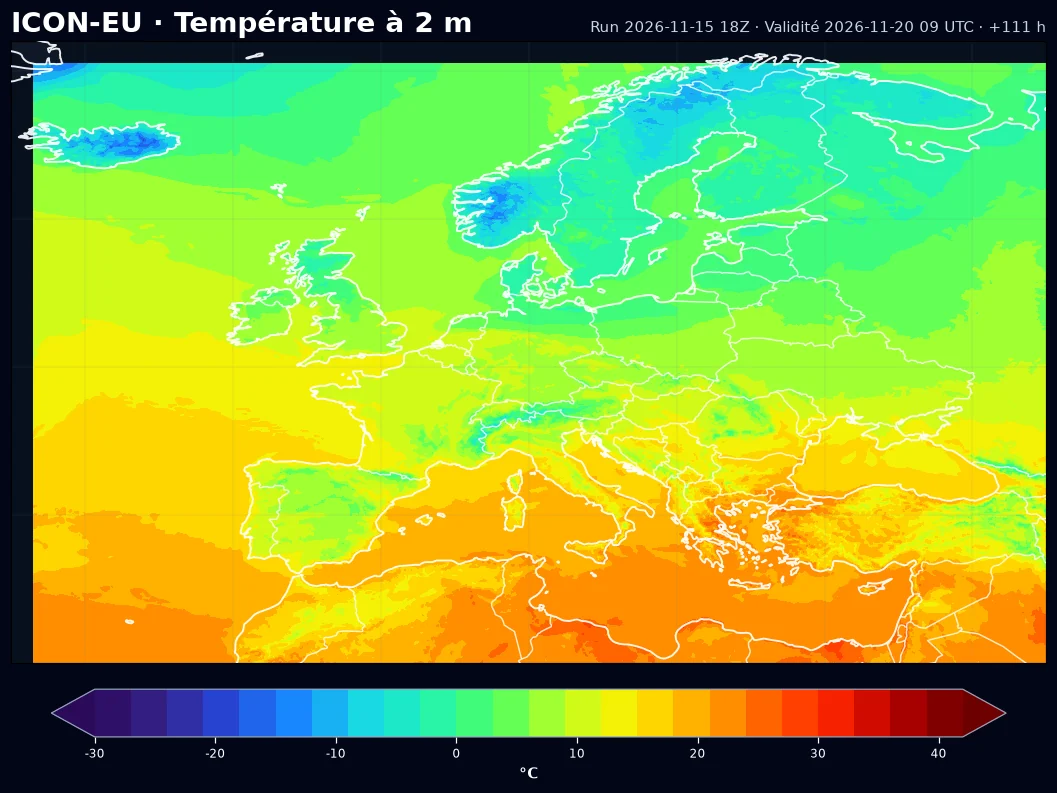 ICON-EU · Température à 2 m
Run 2026-11-15 18Z · Validité 2026-11-20 09 UTC · +111 h
-30 -20 -10 0 10 20 30 40
°C